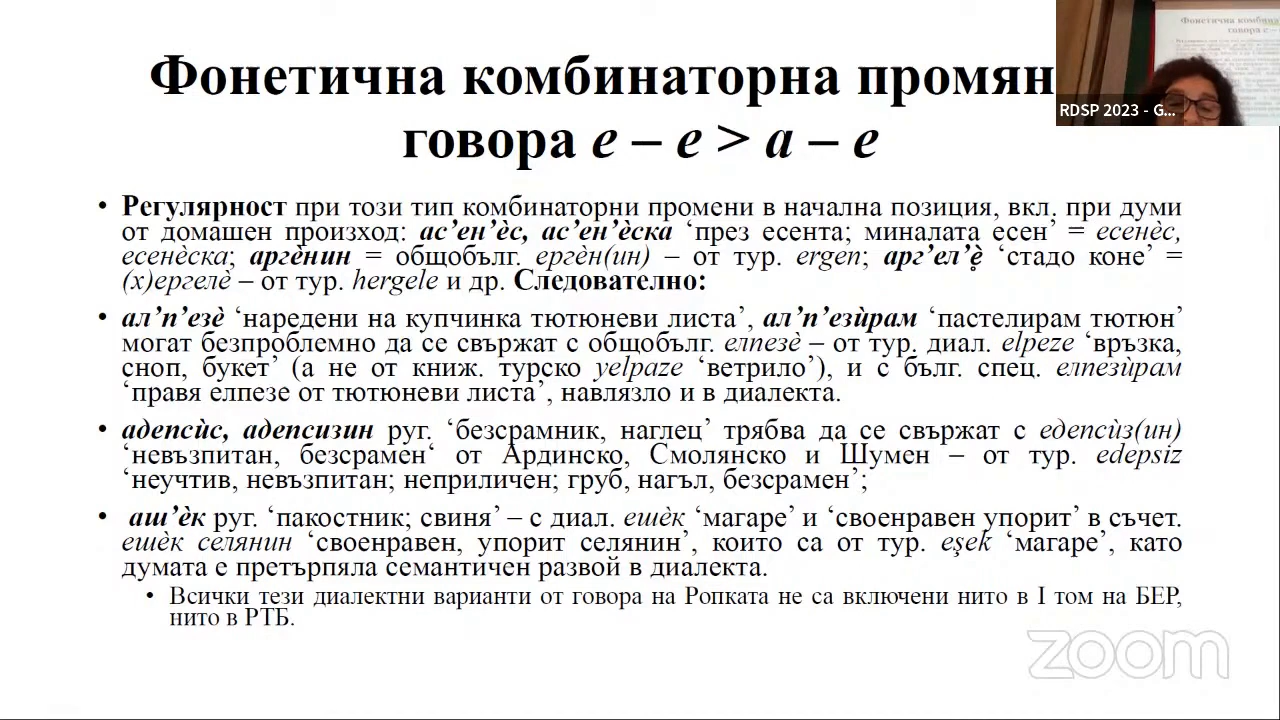 Фонетична комбинаторна промян
говора е – е > а – е
• Регулярност при този тип комбинаторни промени в начална позиция, вкл. при думи
от домашен произход: ас’ен’ѐс, ас’ен’ѐска ‘през есента; миналата есен’ = есенѐс,
есенѐска; аргѐнин = общобълг. ергѐн(ин) – от тур. ergen; арг’ел’ѐ̣ ‘стадо коне’ =
(х)ергелѐ – от тур. hergele и др. Следователно:
• ал’п’езѐ ‘наредени на купчинка тютюневи листа’, ал’п’езѝрам ‘пастелирам тютюн’
могат безпроблемно да се свържат с общобълг. елпезѐ – от тур. диал. elpeze ‘връзка,
сноп, букет’ (а не от книж. турско yelpaze ‘ветрило’), и с бълг. спец. елпезѝрам
‘правя елпезе от тютюневи листа’, навлязло и в диалекта.
• адепсѝс, адепсизин руг. ‘безсрамник, наглец’ трябва да се свържат с едепсѝз(ин)
‘невъзпитан, безсрамен‘ от Ардинско, Смолянско и Шумен – от тур. edepsiz
‘неучтив, невъзпитан; неприличен; груб, нагъл, безсрамен’;
• аш’ѐк руг. ‘пакостник; свиня’ – с диал. ешѐк ‘магаре’ и ‘своенравен упорит’ в съчет.
ешѐк селянин ‘своенравен, упорит селянин’, които са от тур. eşek ‘магаре’, като
думата е претърпяла семантичен развой в диалекта.
• Всички тези диалектни варианти от говора на Ропката не са включени нито в I том на БЕР,
нито в РТБ.
RDSP 2023 - G...
zoom